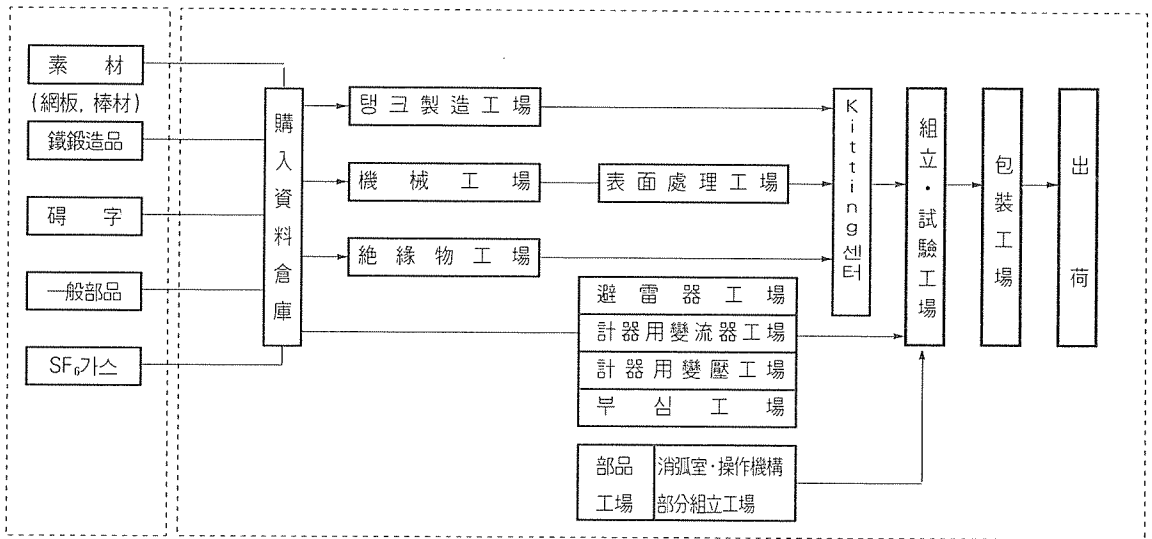 素材
(網板, 棒材)
鐵鍛造品
碍字
一般部品
SF₆가스
購入資料倉庫
탱크製造工場
機械工場
表面處理工場
絶緣物工場
避雷器工場
計器用變流器工場
計器用變壓工場
부심工場
部品
工場
消弧室·操作機構
部分組立工場
Kitting센터
組立·試驗工場
包裝工場
出荷